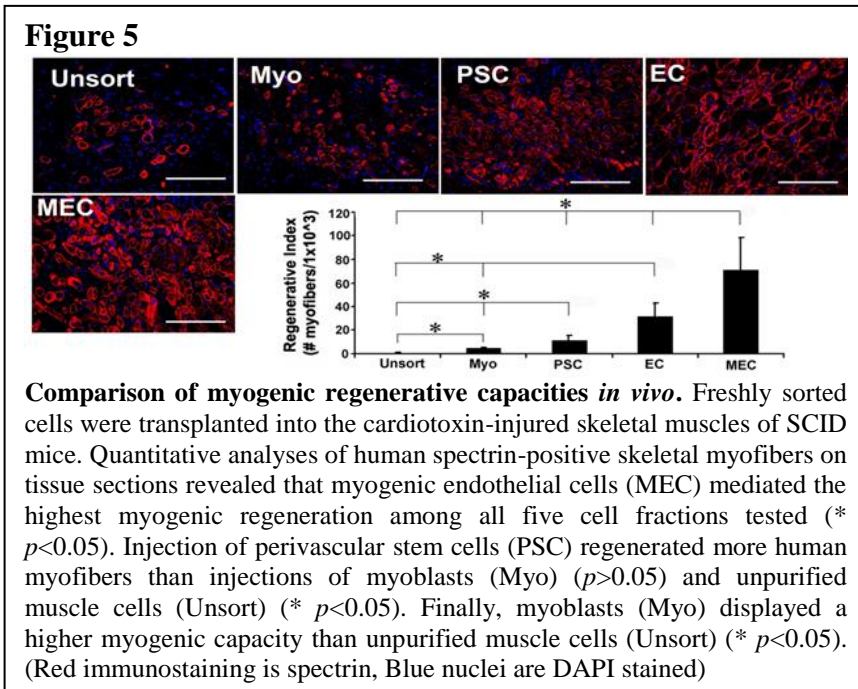 Figure 5
Unsort
Myo
PSC
EC
MEC
Regenerative Index
(# myofibers/1x10^3)
120
100
80
60
40
20
0
*
*
*
*
Unsort Myo PSC EC MEC
Comparison of myogenic regenerative capacities in vivo. Freshly sorted
cells were transplanted into the cardiotoxin-injured skeletal muscles of SCID
mice. Quantitative analyses of human spectrin-positive skeletal myofibers on
tissue sections revealed that myogenic endothelial cells (MEC) mediated the
highest myogenic regeneration among all five cell fractions tested (*
p<0.05). Injection of perivascular stem cells (PSC) regenerated more human
myofibers than injections of myoblasts (Myo) (p>0.05) and unpurified
muscle cells (Unsort) (* p<0.05). Finally, myoblasts (Myo) displayed a
higher myogenic capacity than unpurified muscle cells (Unsort) (* p<0.05).
(Red immunostaining is spectrin, Blue nuclei are DAPI stained)